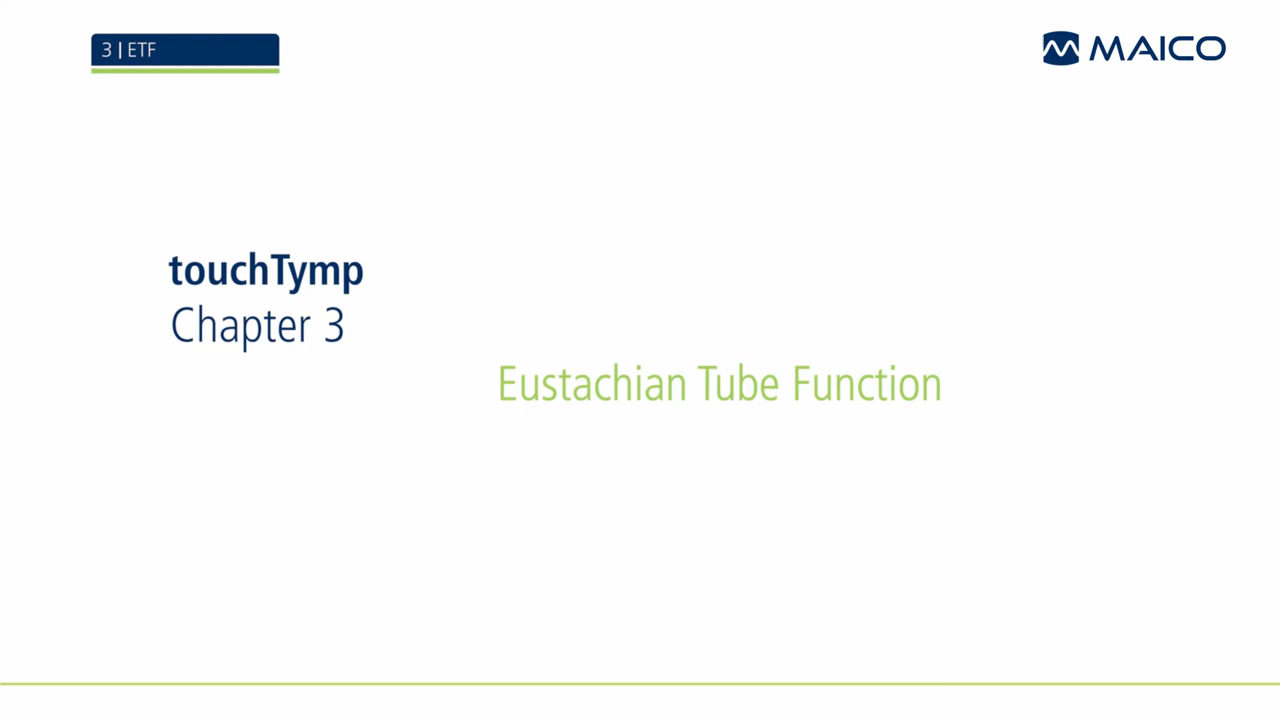 3 | ETF
MAICO
touchTymp
Chapter 3
Eustachian Tube Function